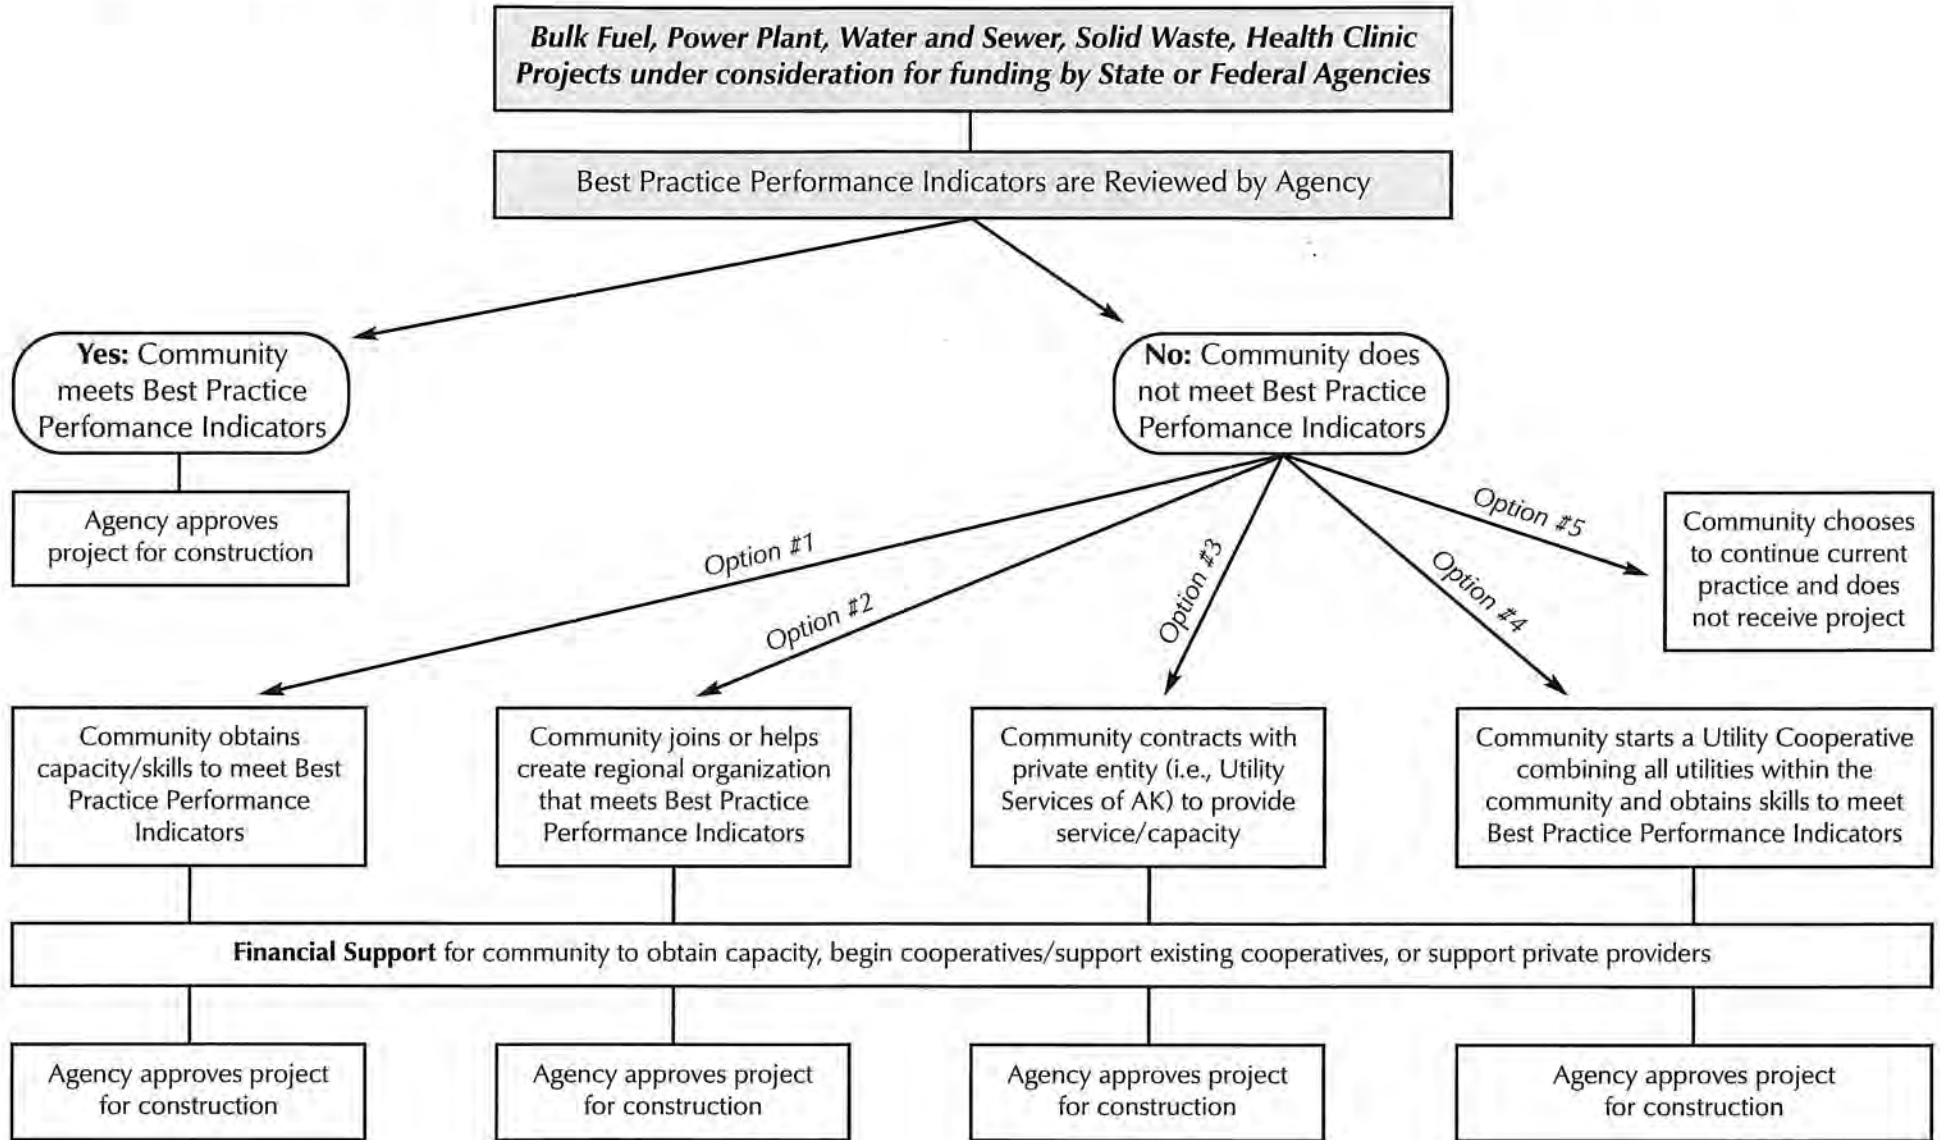 Bulk Fuel, Power Plant, Water and Sewer, Solid Waste, Health Clinic
Projects under consideration for funding by State or Federal Agencies
Best Practice Performance Indicators are Reviewed by Agency
Yes: Community
meets Best Practice
Perfomance Indicators
No: Community does
not meet Best Practice
Perfomance Indicators
Agency approves
project for construction
Option #1
Option #2
Option #3
Option #4
Option #5
Community chooses
to continue current
practice and does
not receive project
Community obtains
capacity/skills to meet Best
Practice Performance
Indicators
Community joins or helps
create regional organization
that meets Best Practice
Performance Indicators
Community contracts with
private entity (i.e., Utility
Services of AK) to provide
service/capacity
Community starts a Utility Cooperative
combining all utilities within the
community and obtains skills to meet
Best Practice Performance Indicators
Financial Support for community to obtain capacity, begin cooperatives/support existing cooperatives, or support private providers
Agency approves project
for construction
Agency approves project
for construction
Agency approves project
for construction
Agency approves project
for construction